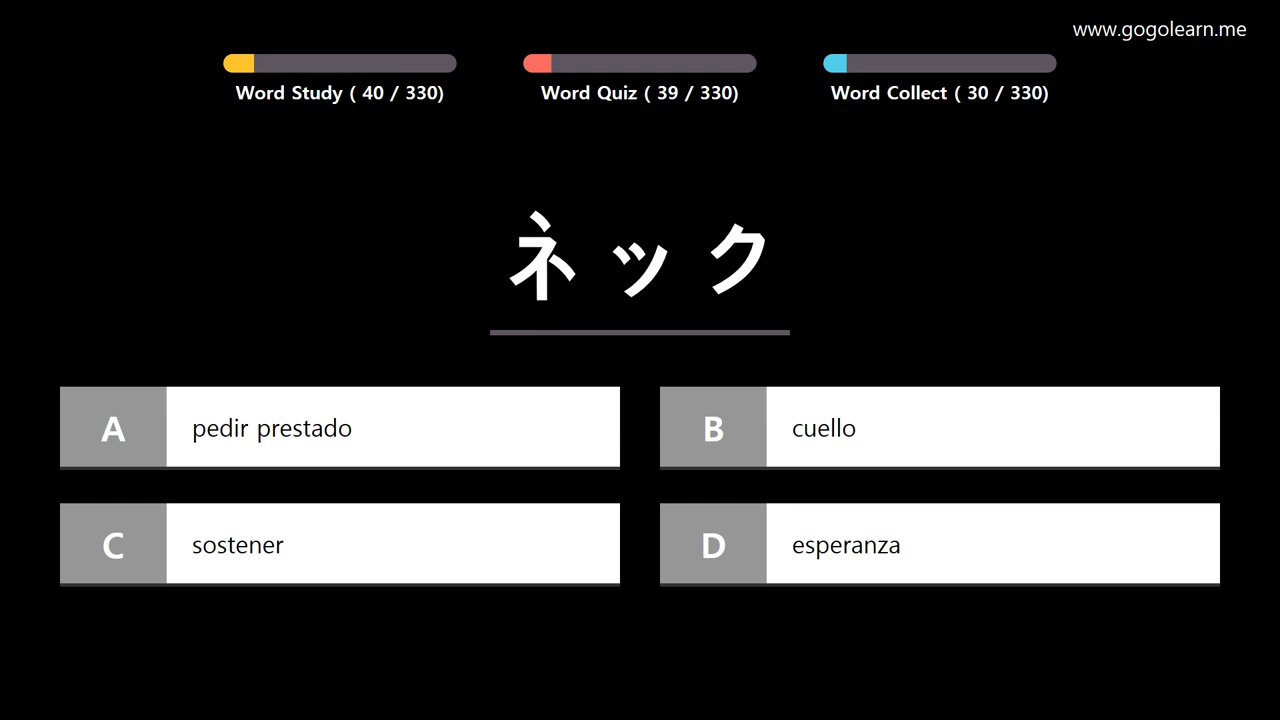 www.gogolearn.me
Word Study ( 40 / 330)
Word Quiz ( 39 / 330)
Word Collect ( 30 / 330)
ネック
A pedir prestado
B cuello
C sostener
D esperanza